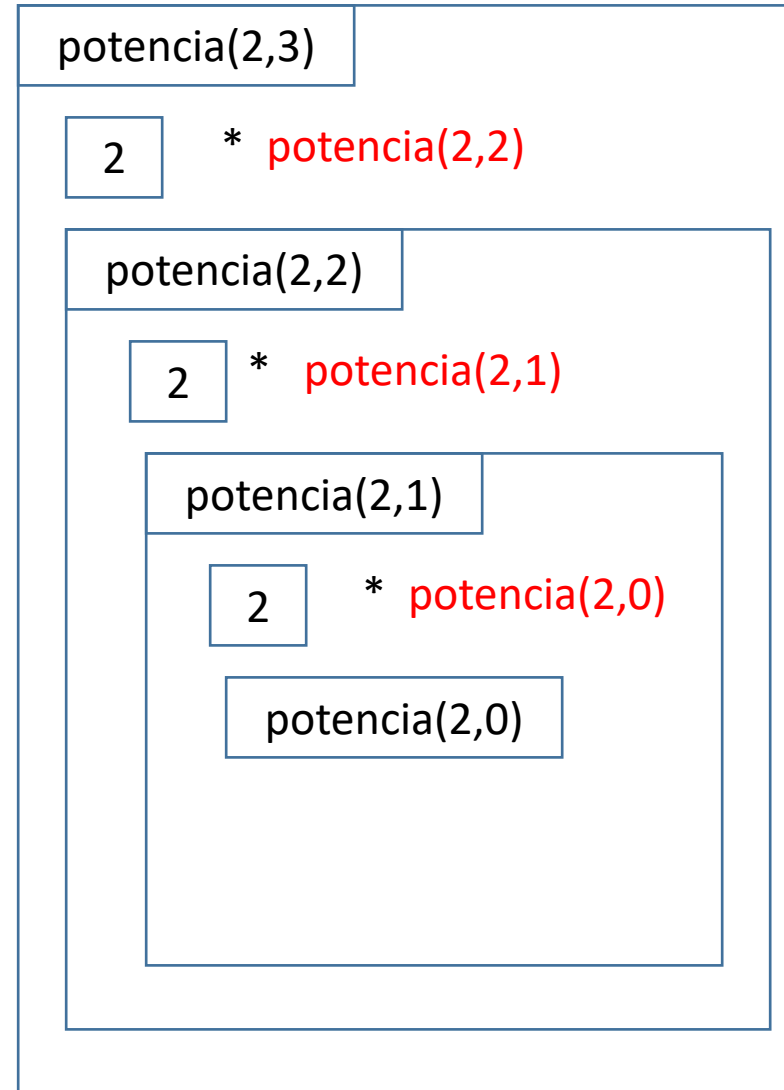 potencia(2,3)
2 * potencia(2,2)
potencia(2,2)
2 * potencia(2,1)
potencia(2,1)
2 * potencia(2,0)
potencia(2,0)